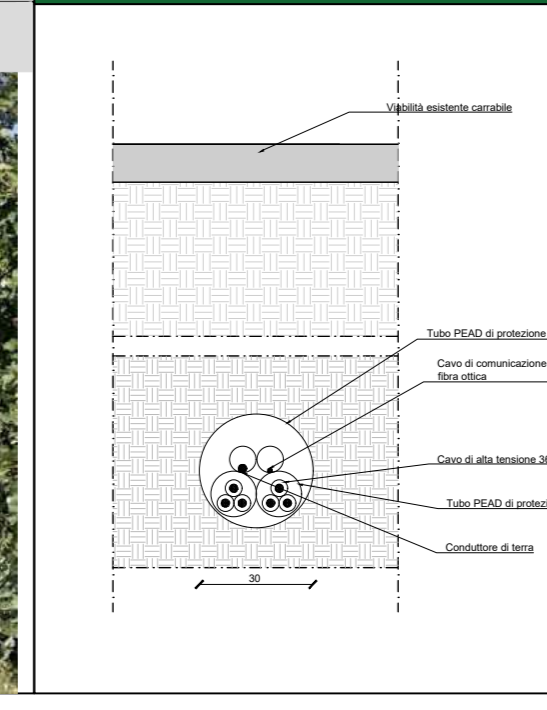 Viabilità esistente carrabile
Tubo PEAD di protezione
Cavo di comunicazione
fibra ottica
Cavo di alta tensione
Tubo PEAD di
Conduttore di terra
30